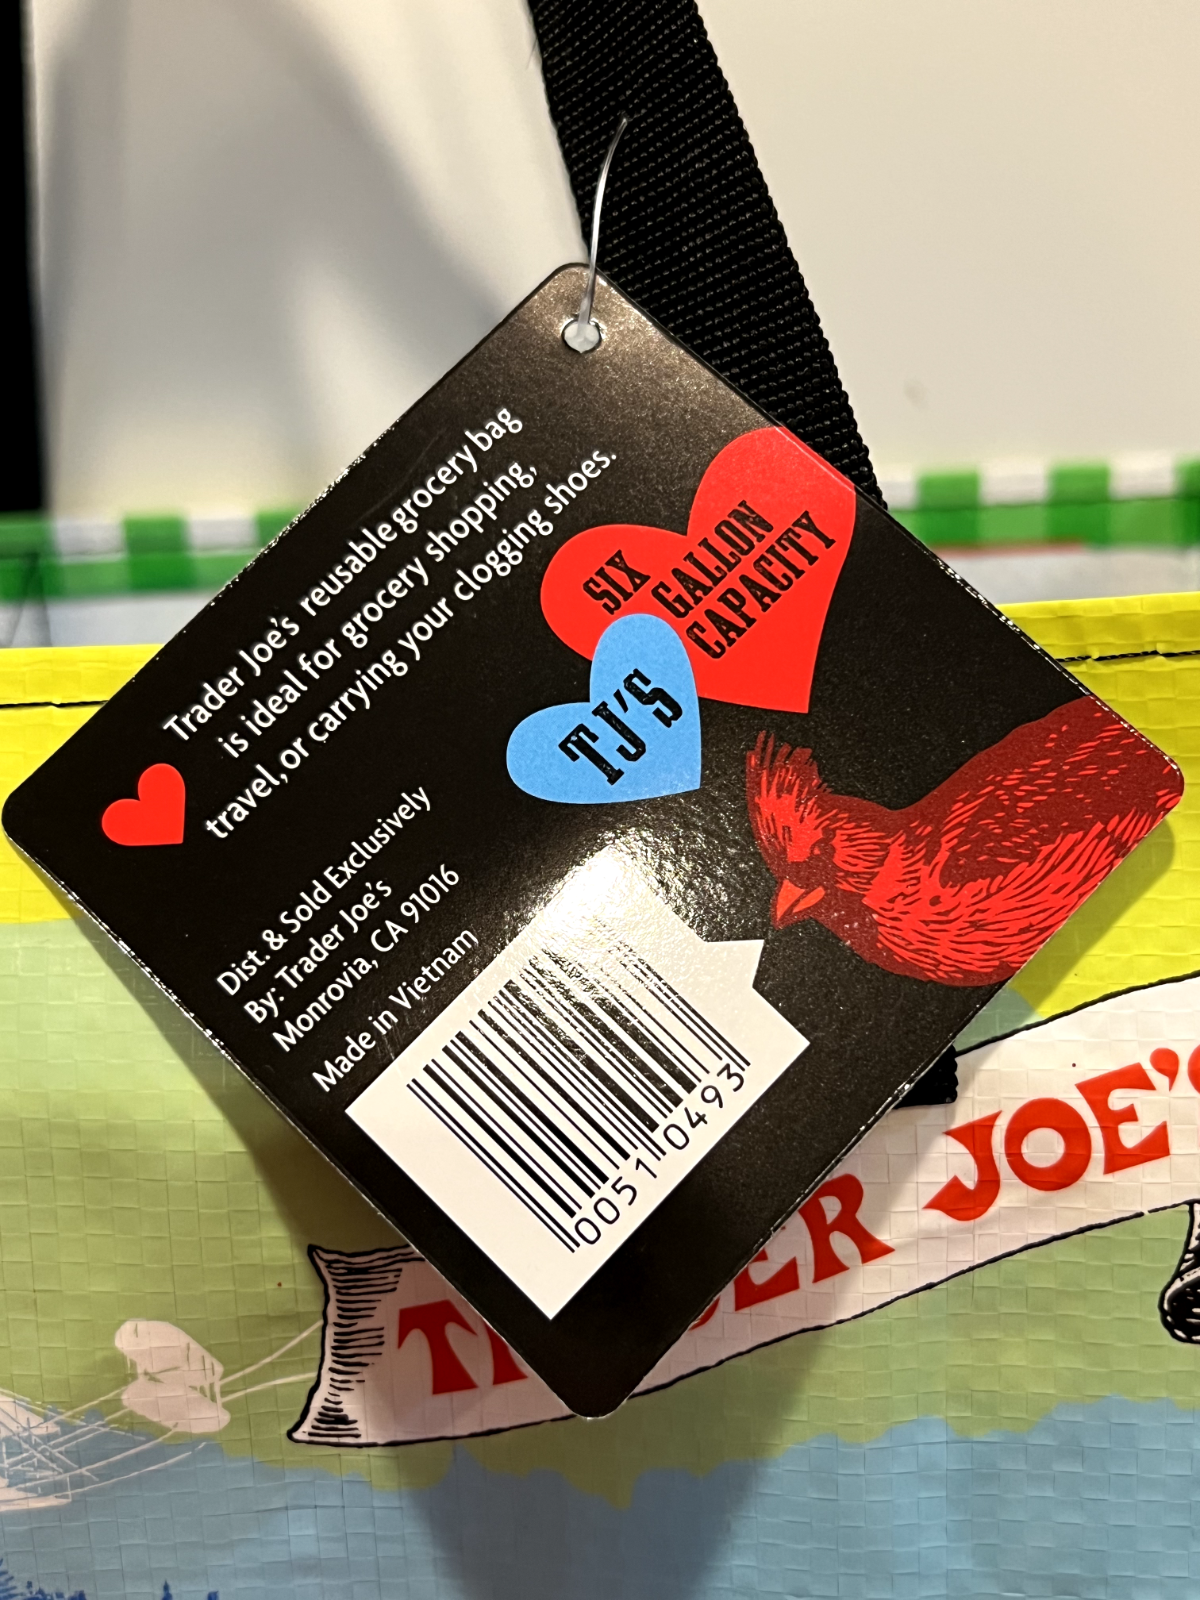 Trader Joe's reusable grocery bag
is ideal for grocery shopping,
travel, or carrying your clogging shoes.
SIX GALLON
CAPACITY
TJ'S
Dist. & Sold Exclusively
By: Trader Joe's
Monrovia, CA 91016
Made in Vietnam
00510493
JOE'S